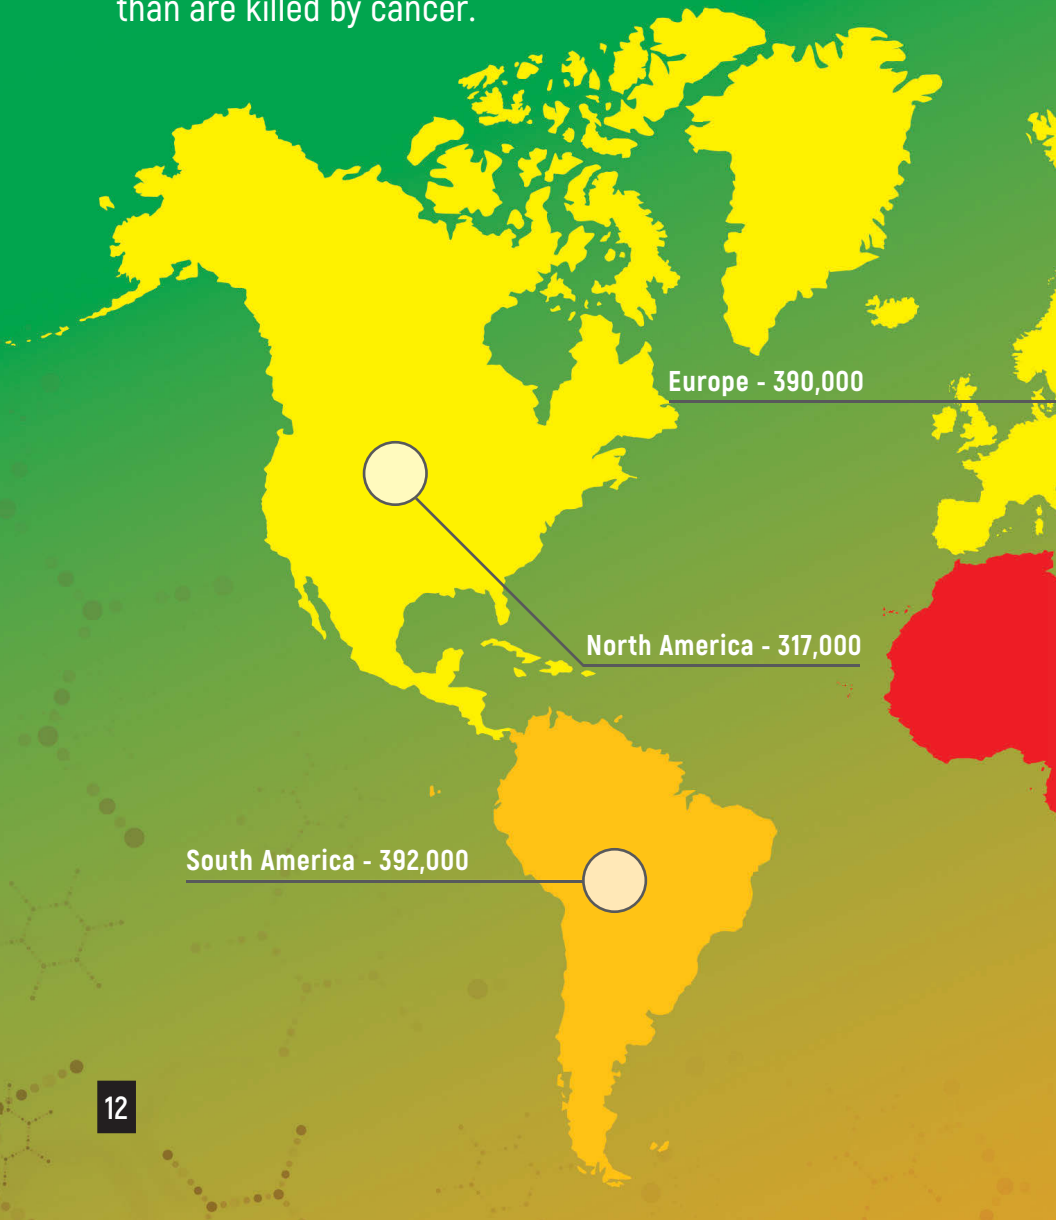 than are killed by cancer.
Europe - 390,000
North America - 317,000
South America - 392,000
12